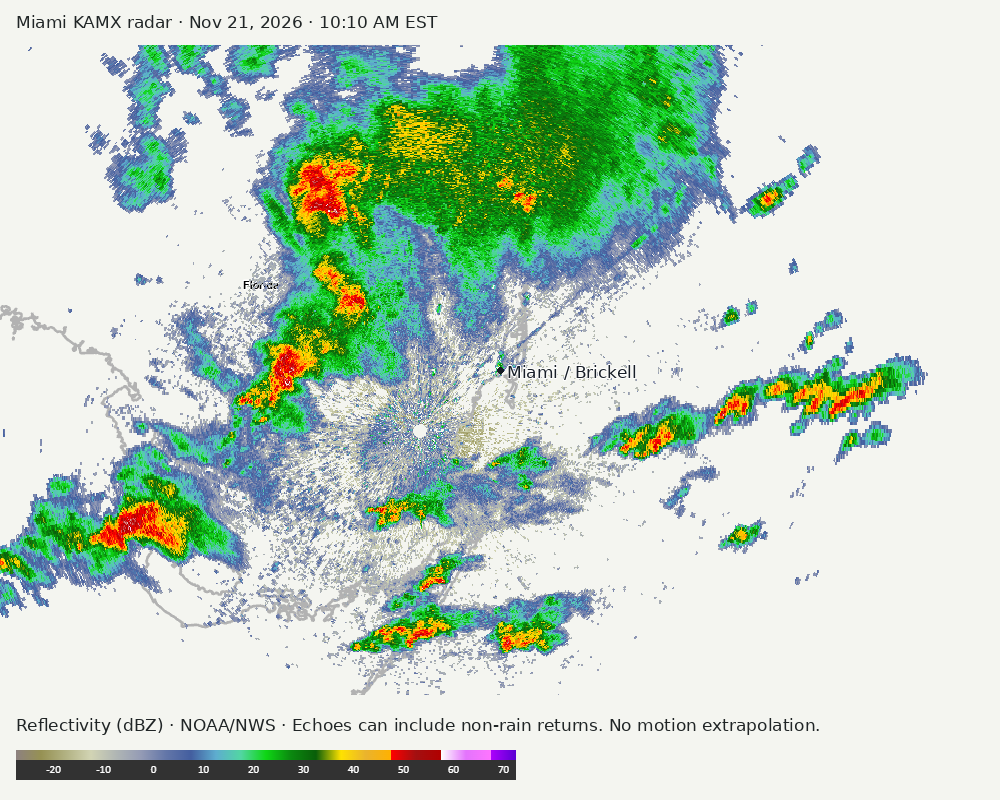 Miami KAMX radar · Nov 21, 2026 · 10:10 AM EST
Florida
Miami / Brickell
Reflectivity (dBZ) · NOAA/NWS · Echoes can include non-rain returns. No motion extrapolation.
-20 -10 0 10 20 30 40 50 60 70